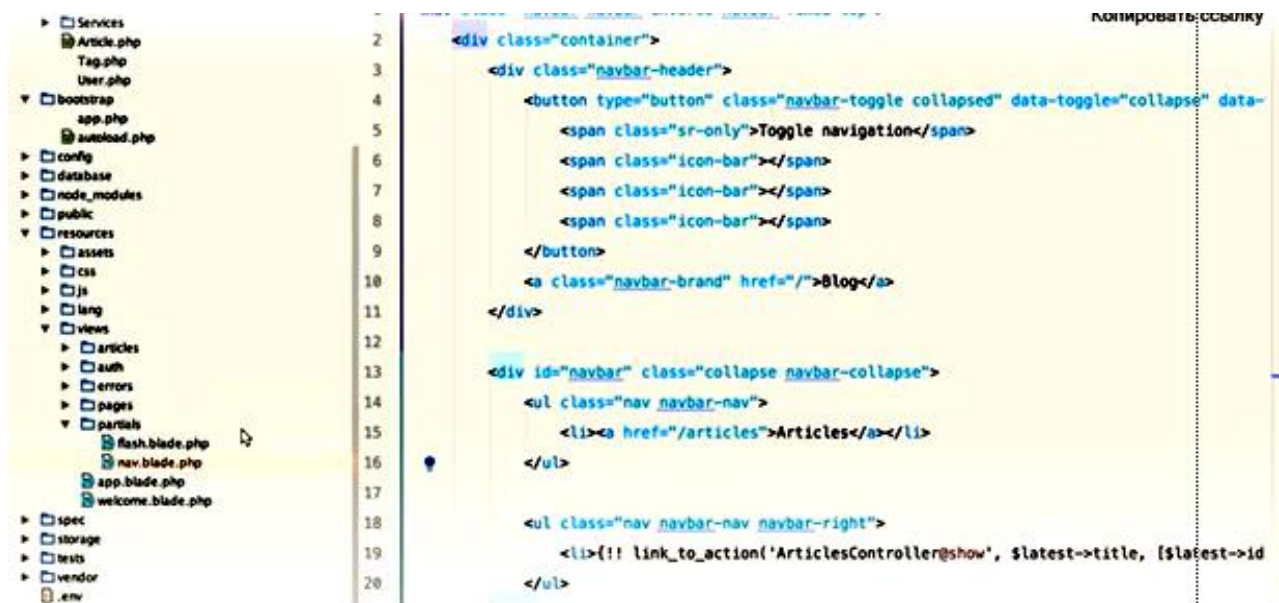 Services
Article.php
Tag.php
User.php
bootstrap
app.php
autoload.php
config
database
node_modules
public
resources
assets
css
js
lang
views
articles
auth
errors
pages
partials
flash.blade.php
nav.blade.php
app.blade.php
welcome.blade.php
spec
storage
tests
vendor
.env
Копировать ссылку
2 <div class="container">
3 <div class="navbar-header">
4 <button type="button" class="navbar-toggle collapsed" data-toggle="collapse" data-
5 <span class="sr-only">Toggle navigation</span>
6 <span class="icon-bar"></span>
7 <span class="icon-bar"></span>
8 <span class="icon-bar"></span>
9 </button>
10 <a class="navbar-brand" href="/">Blog</a>
11 </div>
12
13 <div id="navbar" class="collapse navbar-collapse">
14 <ul class="nav navbar-nav">
15 <li><a href="/articles">Articles</a></li>
16 </ul>
17
18 <ul class="nav navbar-nav navbar-right">
19 <li>{!! link_to_action('ArticlesController@show', $latest->title, [$latest->id
20 </ul>